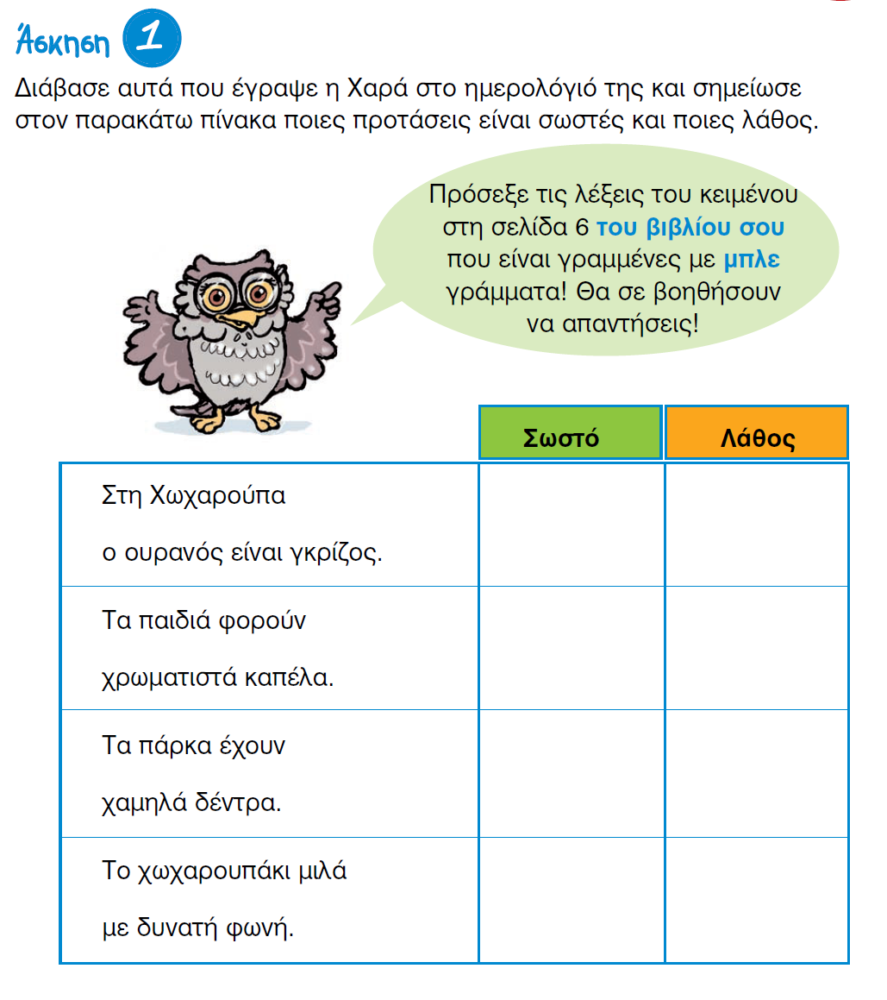 Άσκηση 1
Διάβασε αυτά που έγραψε η Χαρά στο ημερολόγιό της και σημείωσε
στον παρακάτω πίνακα ποιες προτάσεις είναι σωστές και ποιες λάθος.
Πρόσεξε τις λέξεις του κειμένου
στη σελίδα 6 του βιβλίου σου
που είναι γραμμένες με μπλε
γράμματα! Θα σε βοηθήσουν
να απαντήσεις!
Σωστό Λάθος
Στη Χωχαρούπα
ο ουρανός είναι γκρίζος.
Τα παιδιά φορούν
χρωματιστά καπέλα.
Τα πάρκα έχουν
χαμηλά δέντρα.
Το χωχαρουπάκι μιλά
με δυνατή φωνή.